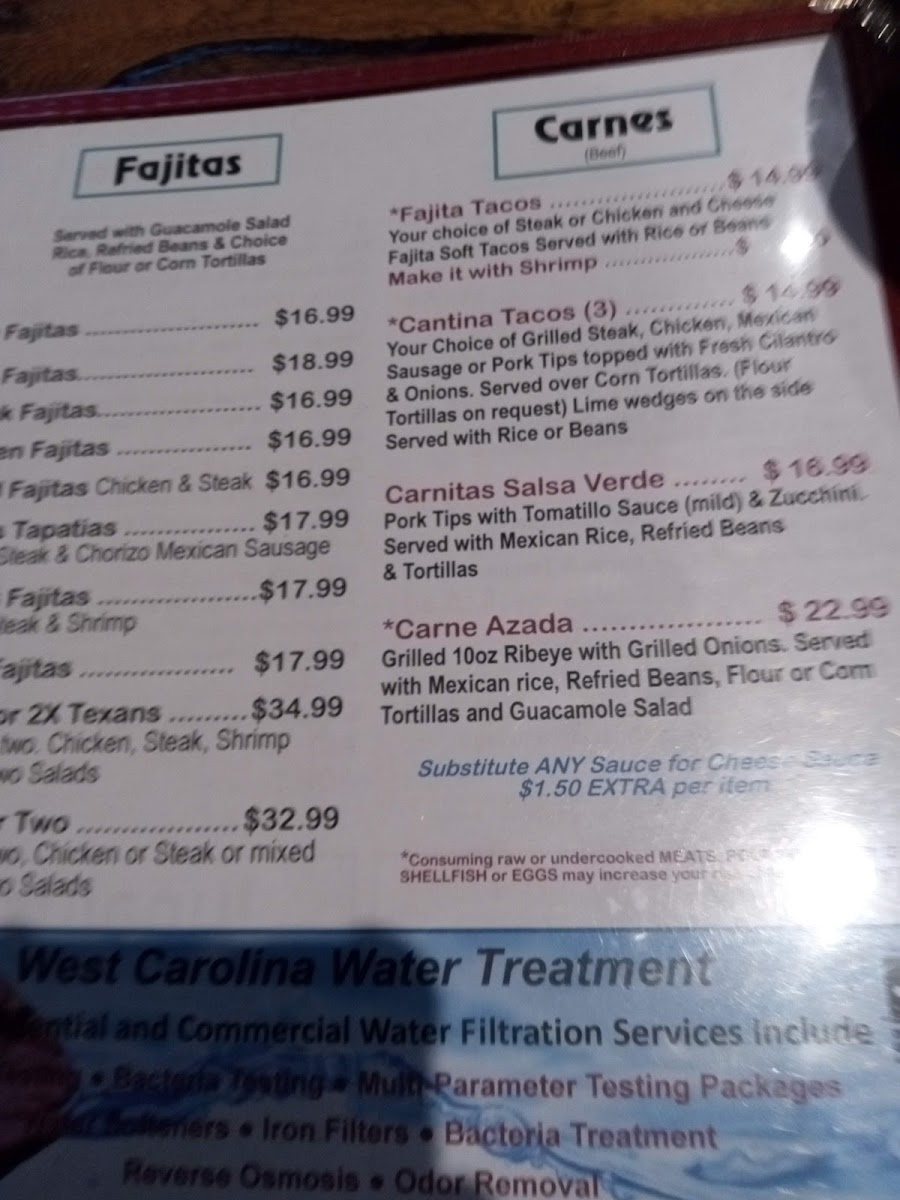 Fajitas
Served with Guacamole Salad
Rice, Refried Beans & Choice
of Flour or Corn Tortillas
Fajitas ........................ $16.99
Fajitas......................... $18.99
Fajitas....................... $16.99
Fajitas ................... $16.99
Fajitas Chicken & Steak $16.99
Tapatias ................ $17.99
Steak & Chorizo Mexican Sausage
Fajitas ......................$17.99
& Shrimp
..................... $17.99
2X Texans .........$34.99
Chicken, Steak, Shrimp
Salads
Two ...................$32.99
Chicken or Steak or mixed
Salads
Carnes
(Beef)
*Fajita Tacos .........................$ 14.99
Your choice of Steak or Chicken and Cheese
Fajita Soft Tacos Served with Rice or Beans
Make it with Shrimp ..................$
*Cantina Tacos (3) ............. $ 14.99
Your Choice of Grilled Steak, Chicken, Mexican
Sausage or Pork Tips topped with Fresh Cilantro
& Onions. Served over Corn Tortillas. (Flour
Tortillas on request) Lime wedges on the side
Served with Rice or Beans
Carnitas Salsa Verde ........ $ 16.99
Pork Tips with Tomatillo Sauce (mild) & Zucchini.
Served with Mexican Rice, Refried Beans
& Tortillas
*Carne Azada ................... $ 22.99
Grilled 10oz Ribeye with Grilled Onions. Served
with Mexican rice, Refried Beans, Flour or Corn
Tortillas and Guacamole Salad
Substitute ANY Sauce for Cheese Sauce
$1.50 EXTRA per item
*Consuming raw or undercooked MEATS,
SHELLFISH or EGGS may increase your
West Carolina Water Treatment
and Commercial Water Filtration Services Include
• Bacteria Testing • Multi-Parameter Testing Packages
Softeners • Iron Filters • Bacteria Treatment
Reverse Osmosis • Odor Removal